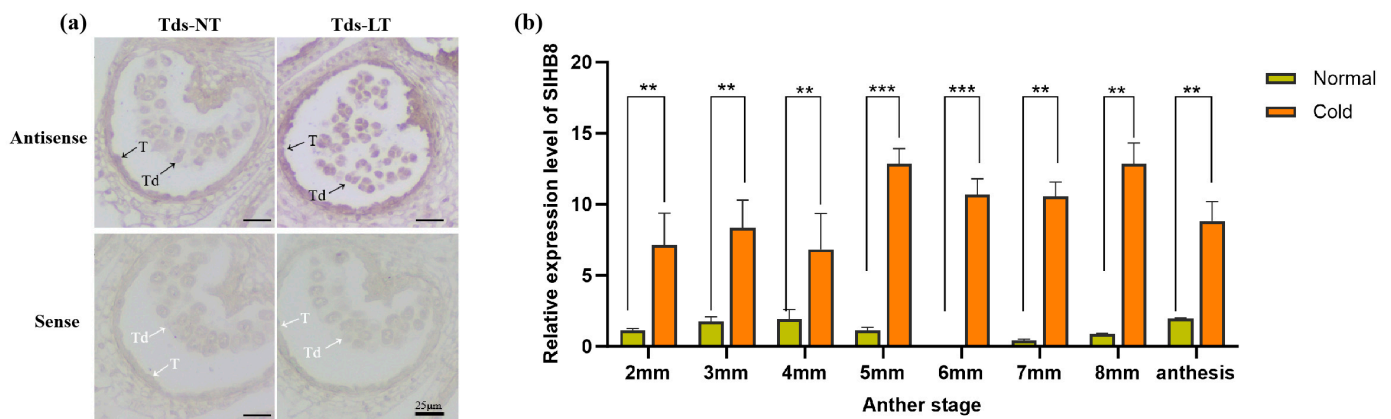 (a) Tds-NT Tds-LT
Antisense
T
Td
T
Td
Sense
Td
T
T
Td
25μm
(b)
Relative expression level of SlHB8
20
15
10
5
0
** ** ** *** *** ** ** **
2mm 3mm 4mm 5mm 6mm 7mm 8mm anthesis
Anther stage
Normal
Cold